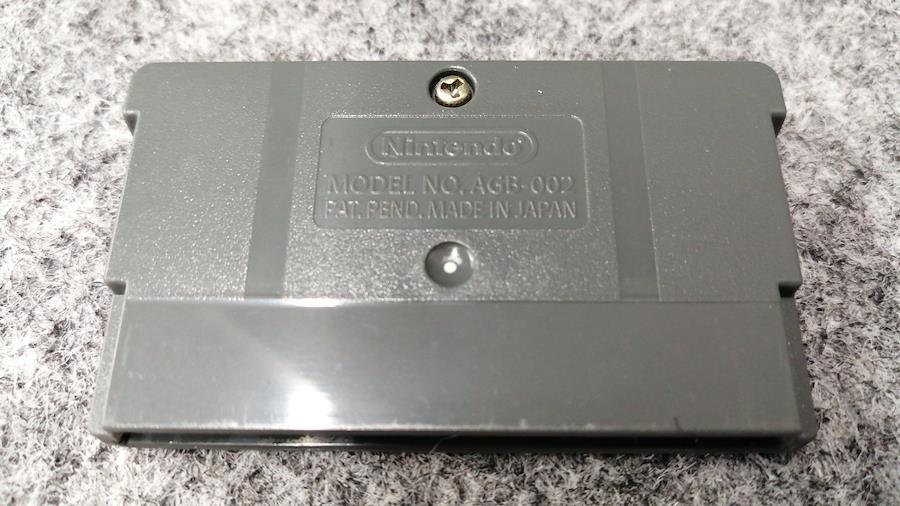 Nintendo
MODEL NO. AGB-002
PAT. PEND. MADE IN JAPAN